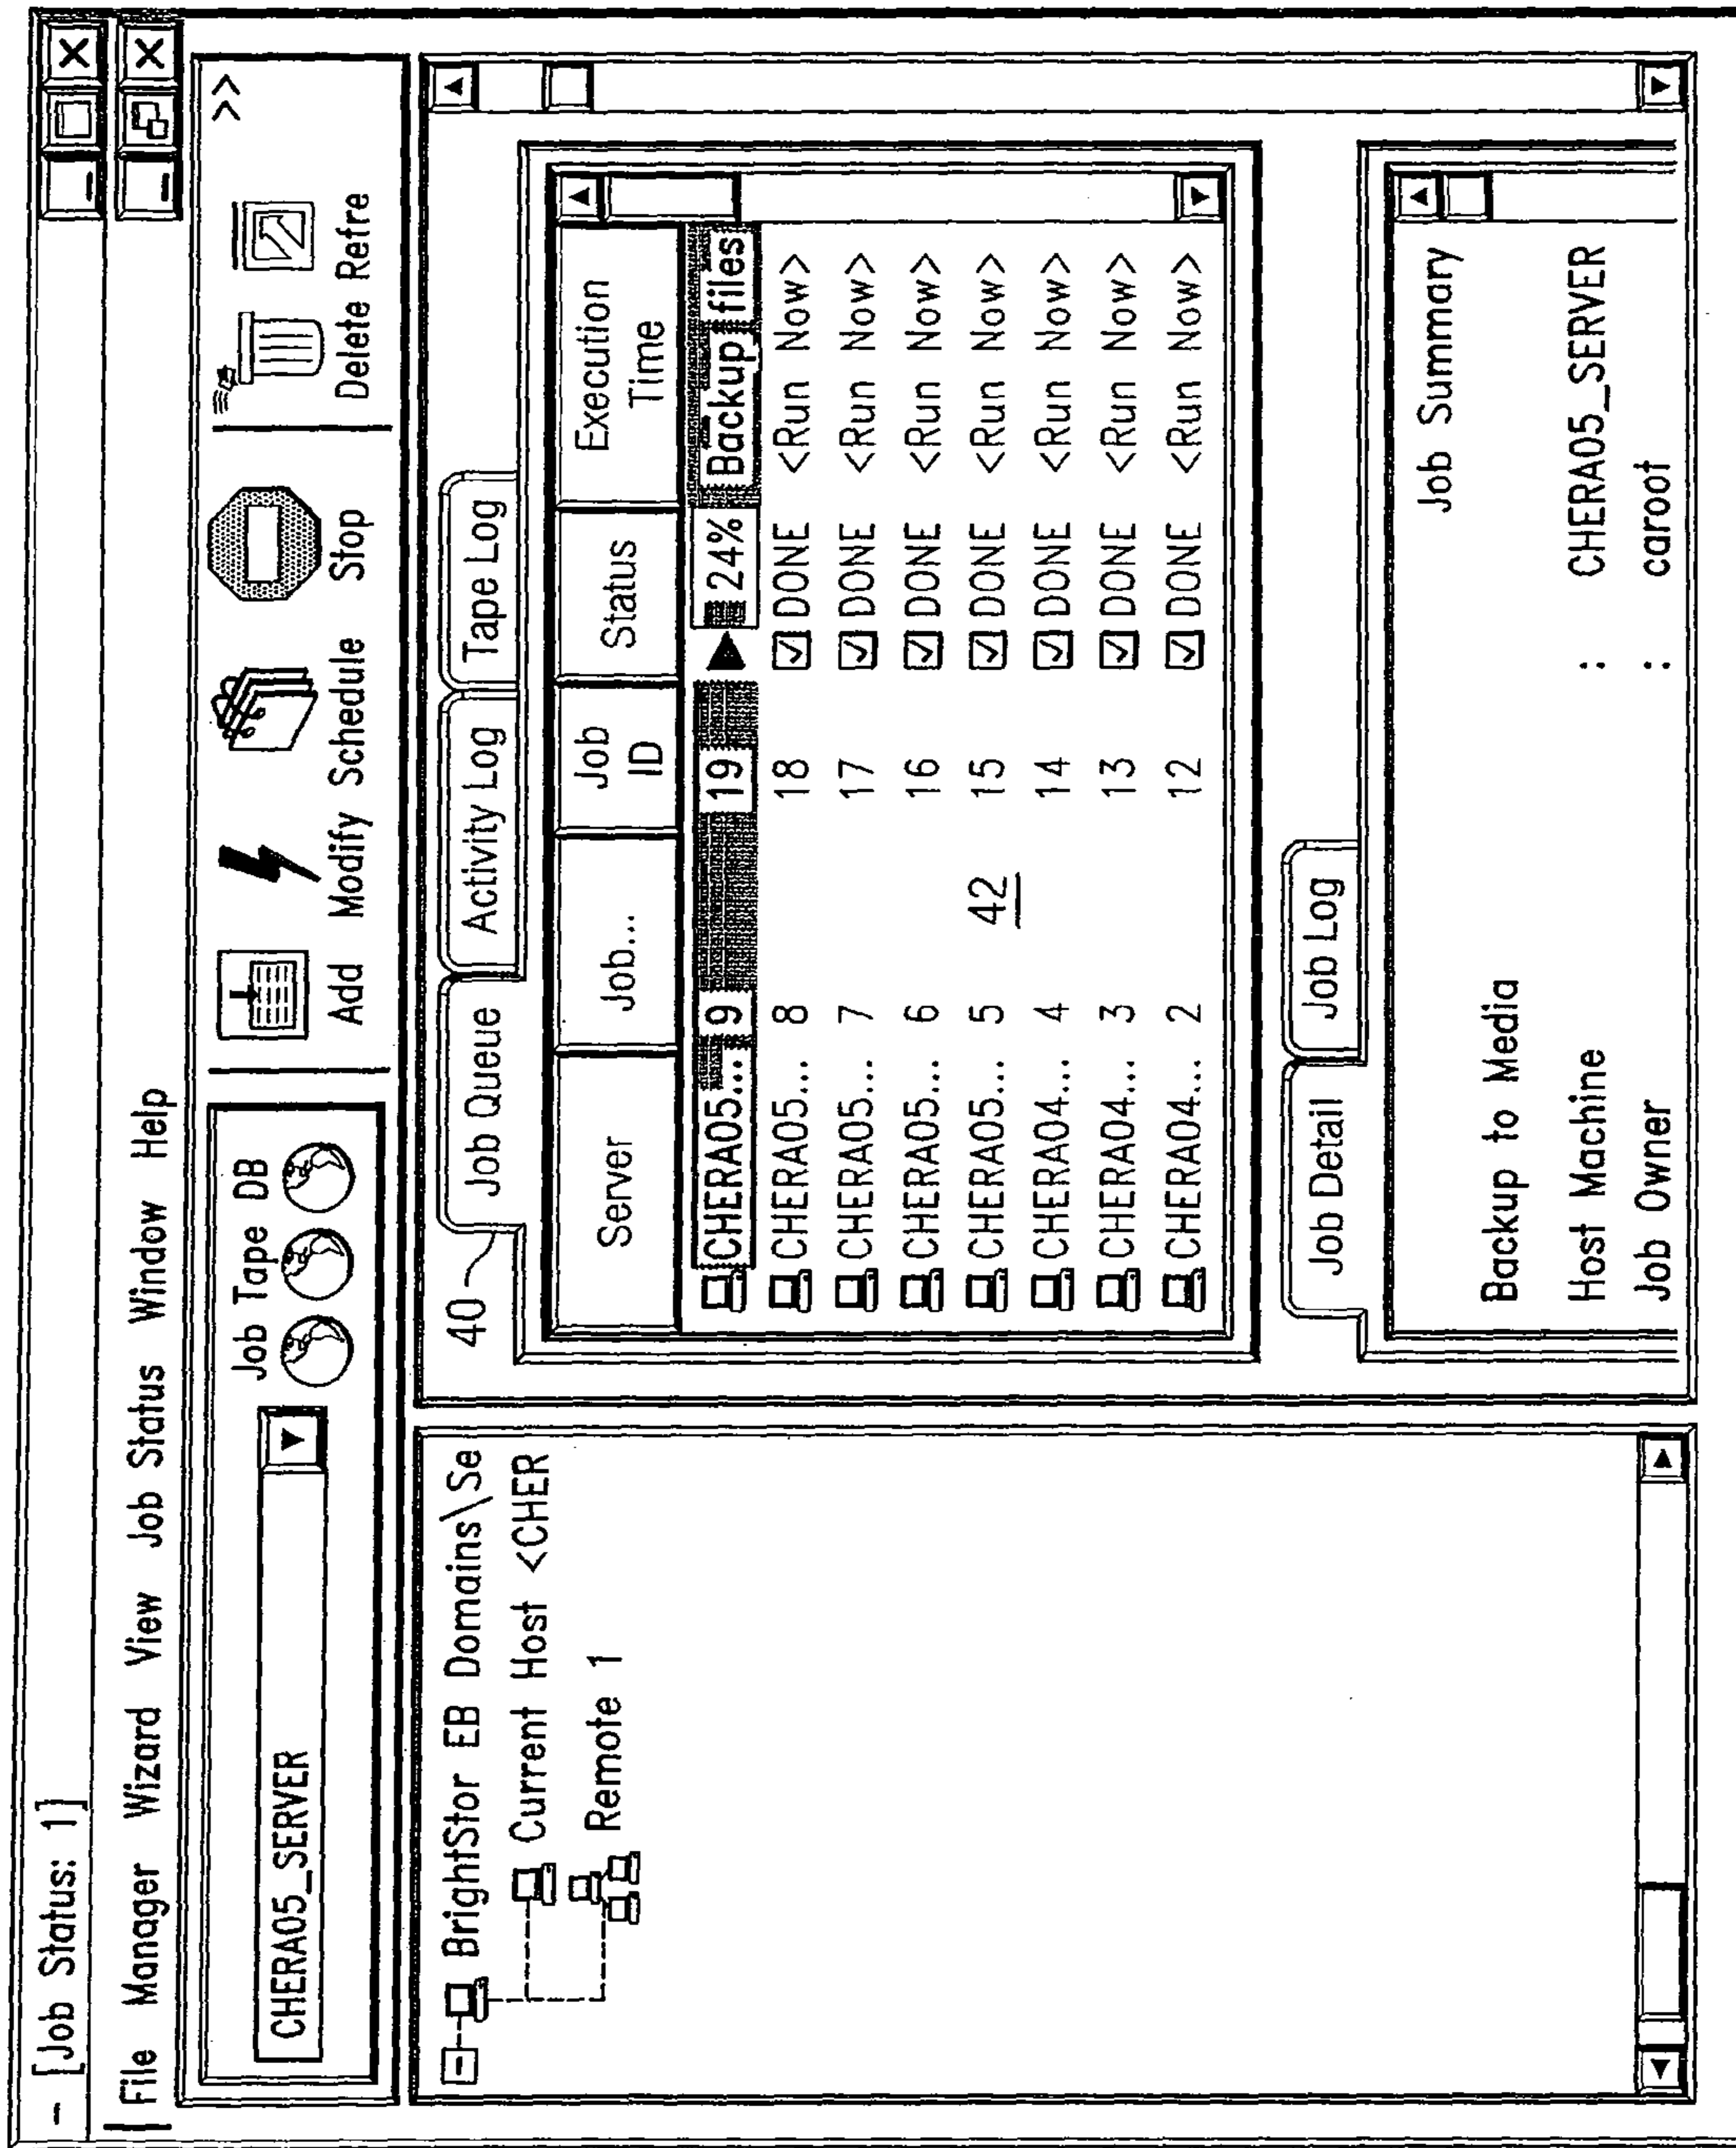 - [Job Status: 1]
File Manager Wizard View Job Status Window Help
CHERA05_SERVER
Job Tape DB
Add Modify Schedule Stop Delete Refre
>>
BrightStor EB Domains\Se
Current Host <CHER
Remote 1
40
Job Queue Activity Log Tape Log
Server Job... Job ID Status Execution Time
CHERA05... 9 19 24% Backup files
CHERA05... 8 18 DONE <Run Now>
CHERA05... 7 17 DONE <Run Now>
CHERA05... 6 16 DONE <Run Now>
CHERA05... 5 15 DONE <Run Now>
CHERA04... 4 14 DONE <Run Now>
CHERA04... 3 13 DONE <Run Now>
CHERA04... 2 12 DONE <Run Now>
42
Job Detail Job Log
Job Summary
Backup to Media
Host Machine : CHERA05_SERVER
Job Owner : caroot